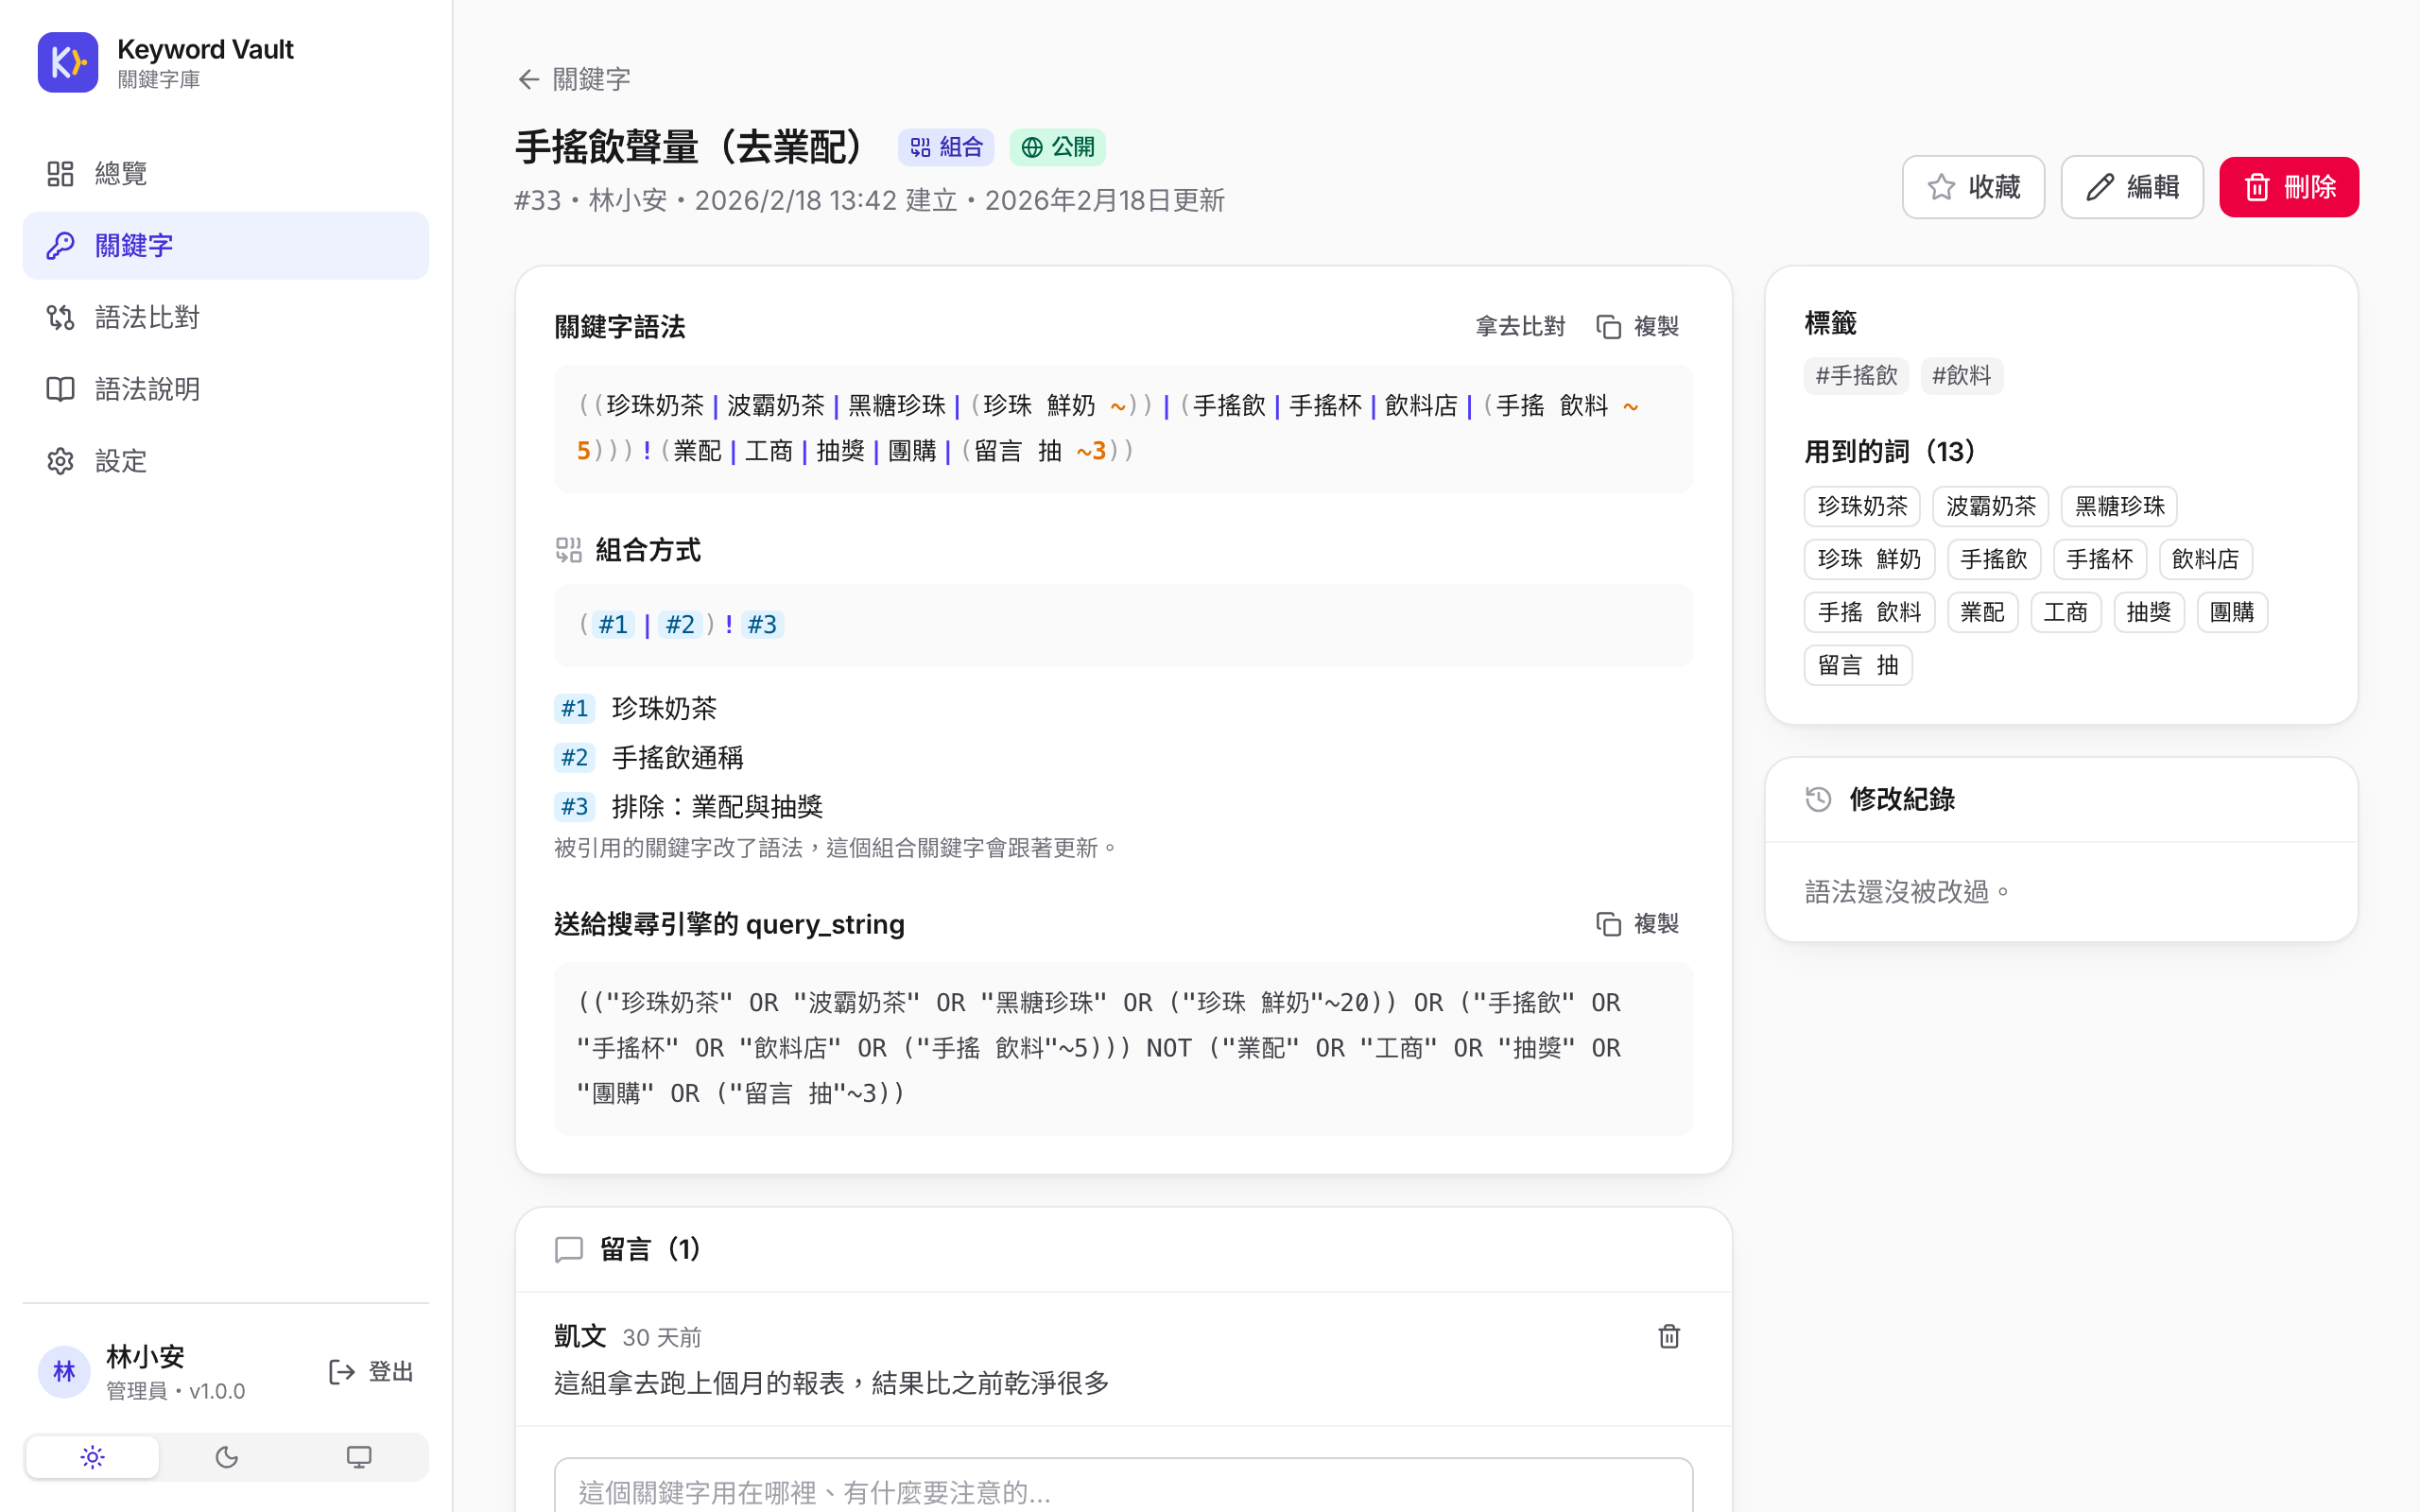 Keyword Vault
關鍵字庫
總覽
關鍵字
語法比對
語法說明
設定
林
林小安
管理員・v1.0.0
登出
關鍵字
手搖飲聲量（去業配）
組合
公開
#33・林小安・2026/2/18 13:42 建立・2026年2月18日更新
收藏
編輯
刪除
關鍵字語法
拿去比對
複製
((珍珠奶茶|波霸奶茶|黑糖珍珠|(珍珠 鮮奶 ~))|(手搖飲|手搖杯|飲料店|(手搖 飲料 ~
5)))!(業配|工商|抽獎|團購|(留言 抽 ~3))
組合方式
(#1|#2)!#3
#1 珍珠奶茶
#2 手搖飲通稱
#3 排除：業配與抽獎
被引用的關鍵字改了語法，這個組合關鍵字會跟著更新。
送給搜尋引擎的 query_string
複製
(("珍珠奶茶" OR "波霸奶茶" OR "黑糖珍珠" OR ("珍珠 鮮奶"~20)) OR ("手搖飲" OR
"手搖杯" OR "飲料店" OR ("手搖 飲料"~5))) NOT ("業配" OR "工商" OR "抽獎" OR
"團購" OR ("留言 抽"~3))
留言（1）
凱文 30 天前
這組拿去跑上個月的報表，結果比之前乾淨很多
這個關鍵字用在哪裡、有什麼要注意的...
標籤
#手搖飲 #飲料
用到的詞（13）
珍珠奶茶 波霸奶茶 黑糖珍珠
珍珠 鮮奶 手搖飲 手搖杯 飲料店
手搖 飲料 業配 工商 抽獎 團購
留言 抽
修改紀錄
語法還沒被改過。